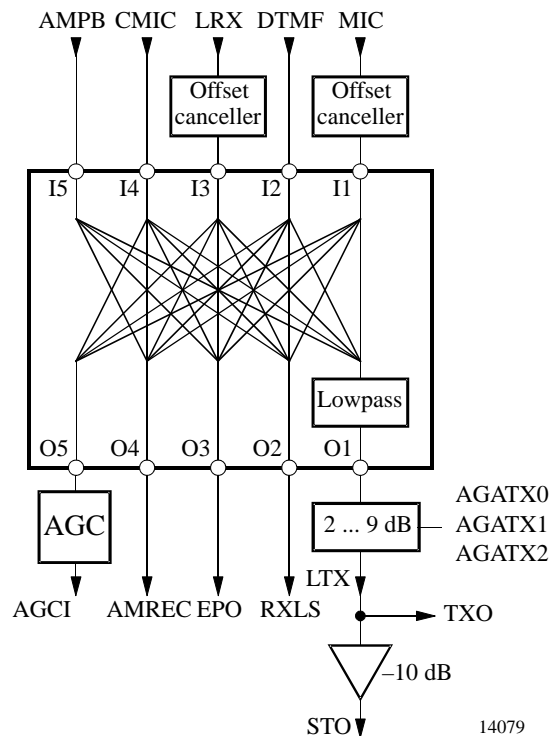 AMPB CMIC LRX DTMF MIC
Offset
canceller
Offset
canceller
I5 I4 I3 I2 I1
Lowpass
O5 O4 O3 O2 O1
AGC
2 ... 9 dB
AGATX0
AGATX1
AGATX2
LTX
AGCI AMREC EPO RXLS
TXO
–10 dB
STO
14079